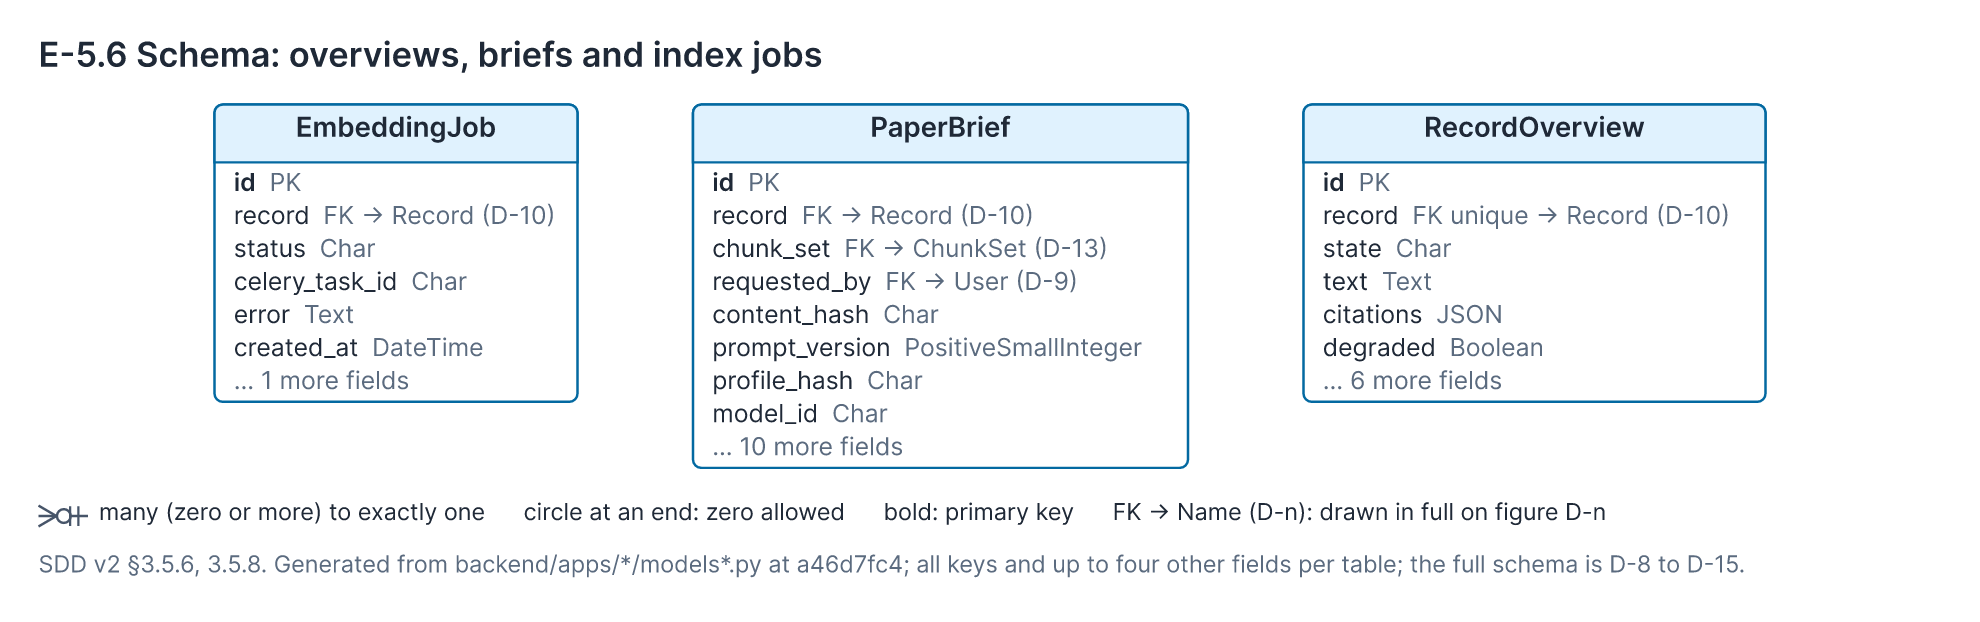 E-5.6 Schema: overviews, briefs and index jobs
EmbeddingJob
id PK
record FK → Record (D-10)
status Char
celery_task_id Char
error Text
created_at DateTime
... 1 more fields
PaperBrief
id PK
record FK → Record (D-10)
chunk_set FK → ChunkSet (D-13)
requested_by FK → User (D-9)
content_hash Char
prompt_version PositiveSmallInteger
profile_hash Char
model_id Char
... 10 more fields
RecordOverview
id PK
record FK unique → Record (D-10)
state Char
text Text
citations JSON
degraded Boolean
... 6 more fields
many (zero or more) to exactly one circle at an end: zero allowed bold: primary key FK → Name (D-n): drawn in full on figure D-n
SDD v2 §3.5.6, 3.5.8. Generated from backend/apps/*/models*.py at a46d7fc4; all keys and up to four other fields per table; the full schema is D-8 to D-15.